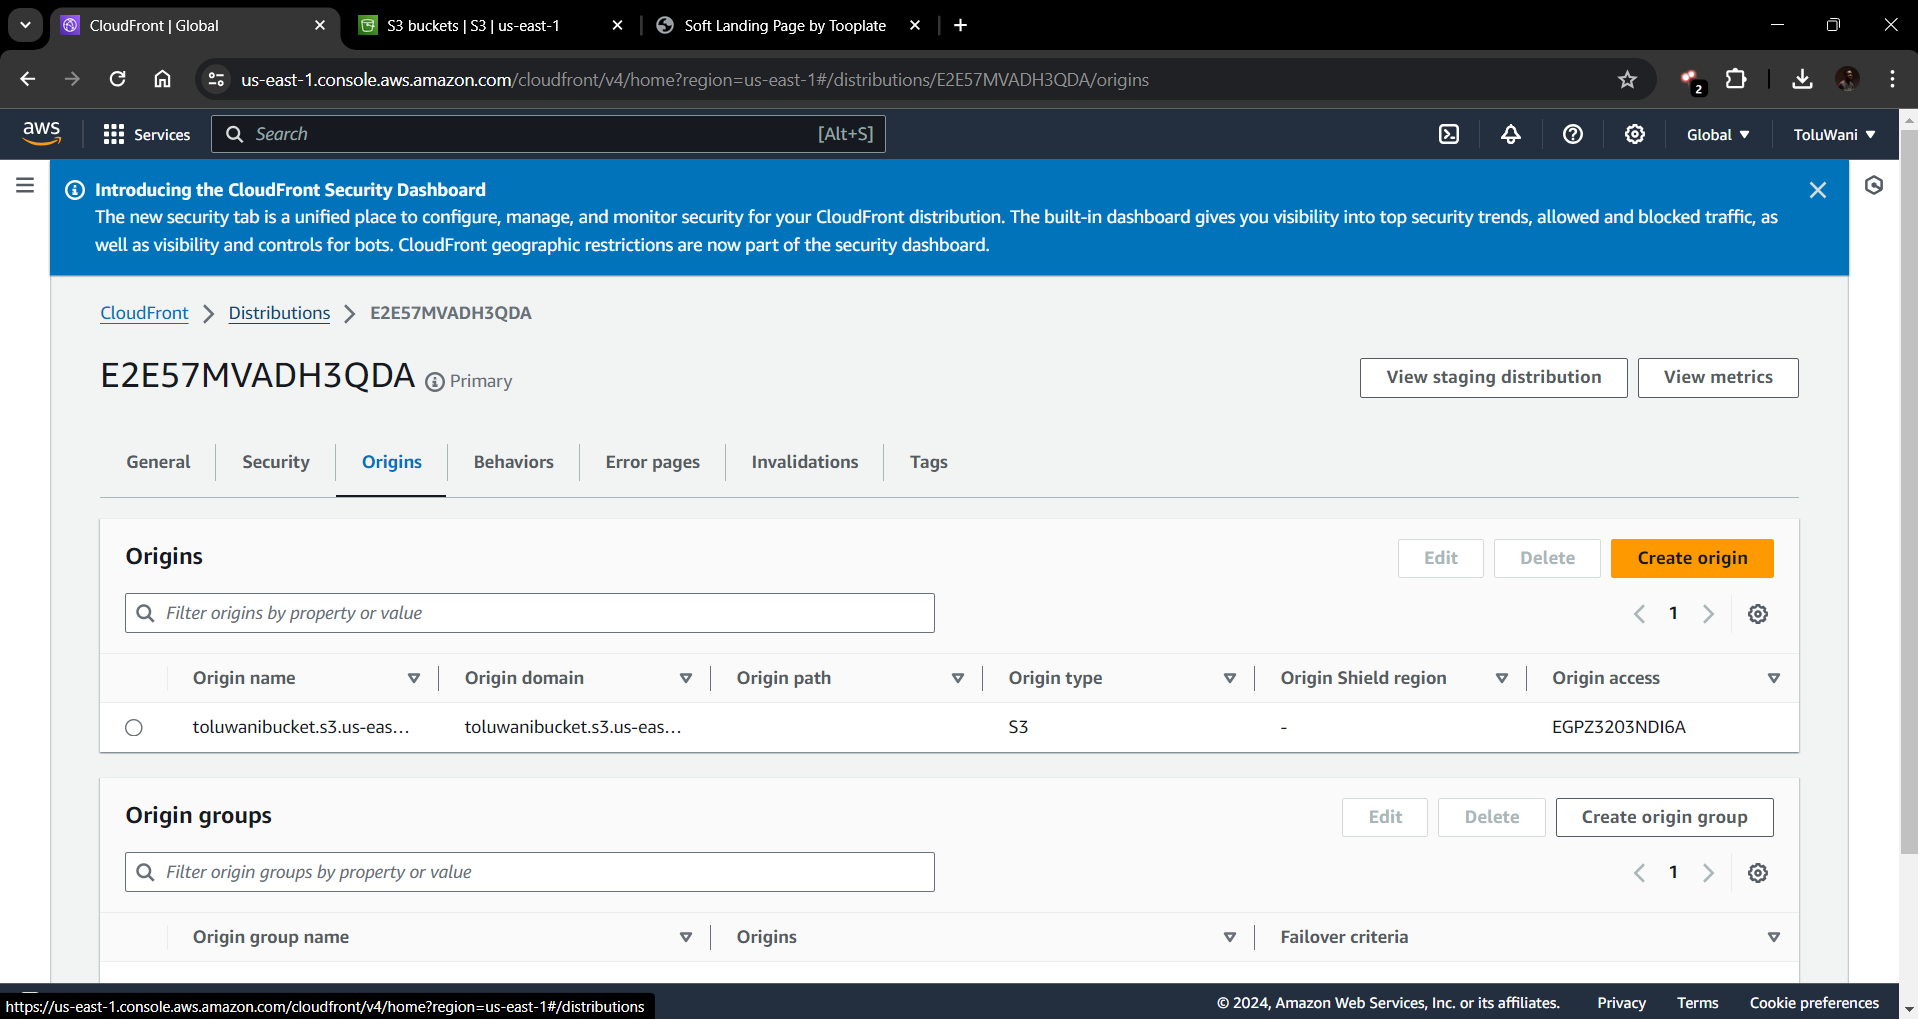 CloudFront | Global
S3 buckets | S3 | us-east-1
Soft Landing Page by Tooplate
us-east-1.console.aws.amazon.com/cloudfront/v4/home?region=us-east-1#/distributions/E2E57MVADH3QDA/origins
2
aws
Services
Search
[Alt+S]
Global
ToluWani
Introducing the CloudFront Security Dashboard
The new security tab is a unified place to configure, manage, and monitor security for your CloudFront distribution. The built-in dashboard gives you visibility into top security trends, allowed and blocked traffic, as
well as visibility and controls for bots. CloudFront geographic restrictions are now part of the security dashboard.
CloudFront
Distributions
E2E57MVADH3QDA
E2E57MVADH3QDA
Primary
View staging distribution
View metrics
General
Security
Origins
Behaviors
Error pages
Invalidations
Tags
Origins
Edit
Delete
Create origin
Filter origins by property or value
1
Origin name
Origin domain
Origin path
Origin type
Origin Shield region
Origin access
toluwanibucket.s3.us-eas...
toluwanibucket.s3.us-eas...
S3
-
EGPZ3203NDI6A
Origin groups
Edit
Delete
Create origin group
Filter origin groups by property or value
1
Origin group name
Origins
Failover criteria
https://us-east-1.console.aws.amazon.com/cloudfront/v4/home?region=us-east-1#/distributions
© 2024, Amazon Web Services, Inc. or its affiliates.
Privacy
Terms
Cookie preferences